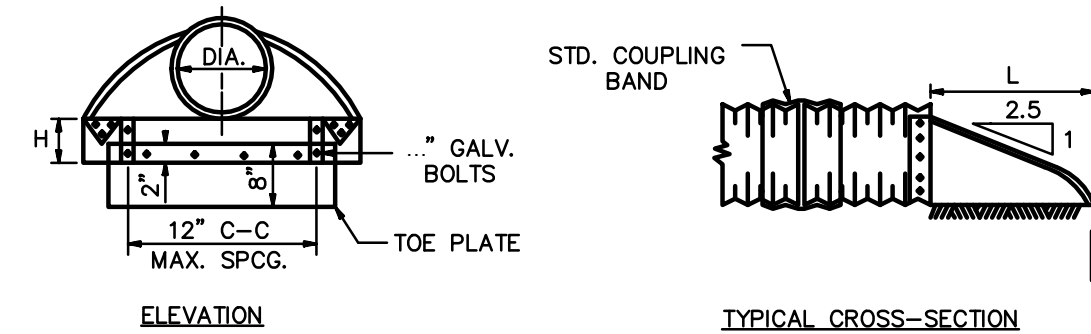 DIA.
H
2"
8"
..." GALV.
BOLTS
12" C-C
MAX. SPCG.
TOE PLATE
ELEVATION
STD. COUPLING
BAND
L
2.5
1
TYPICAL CROSS-SECTION